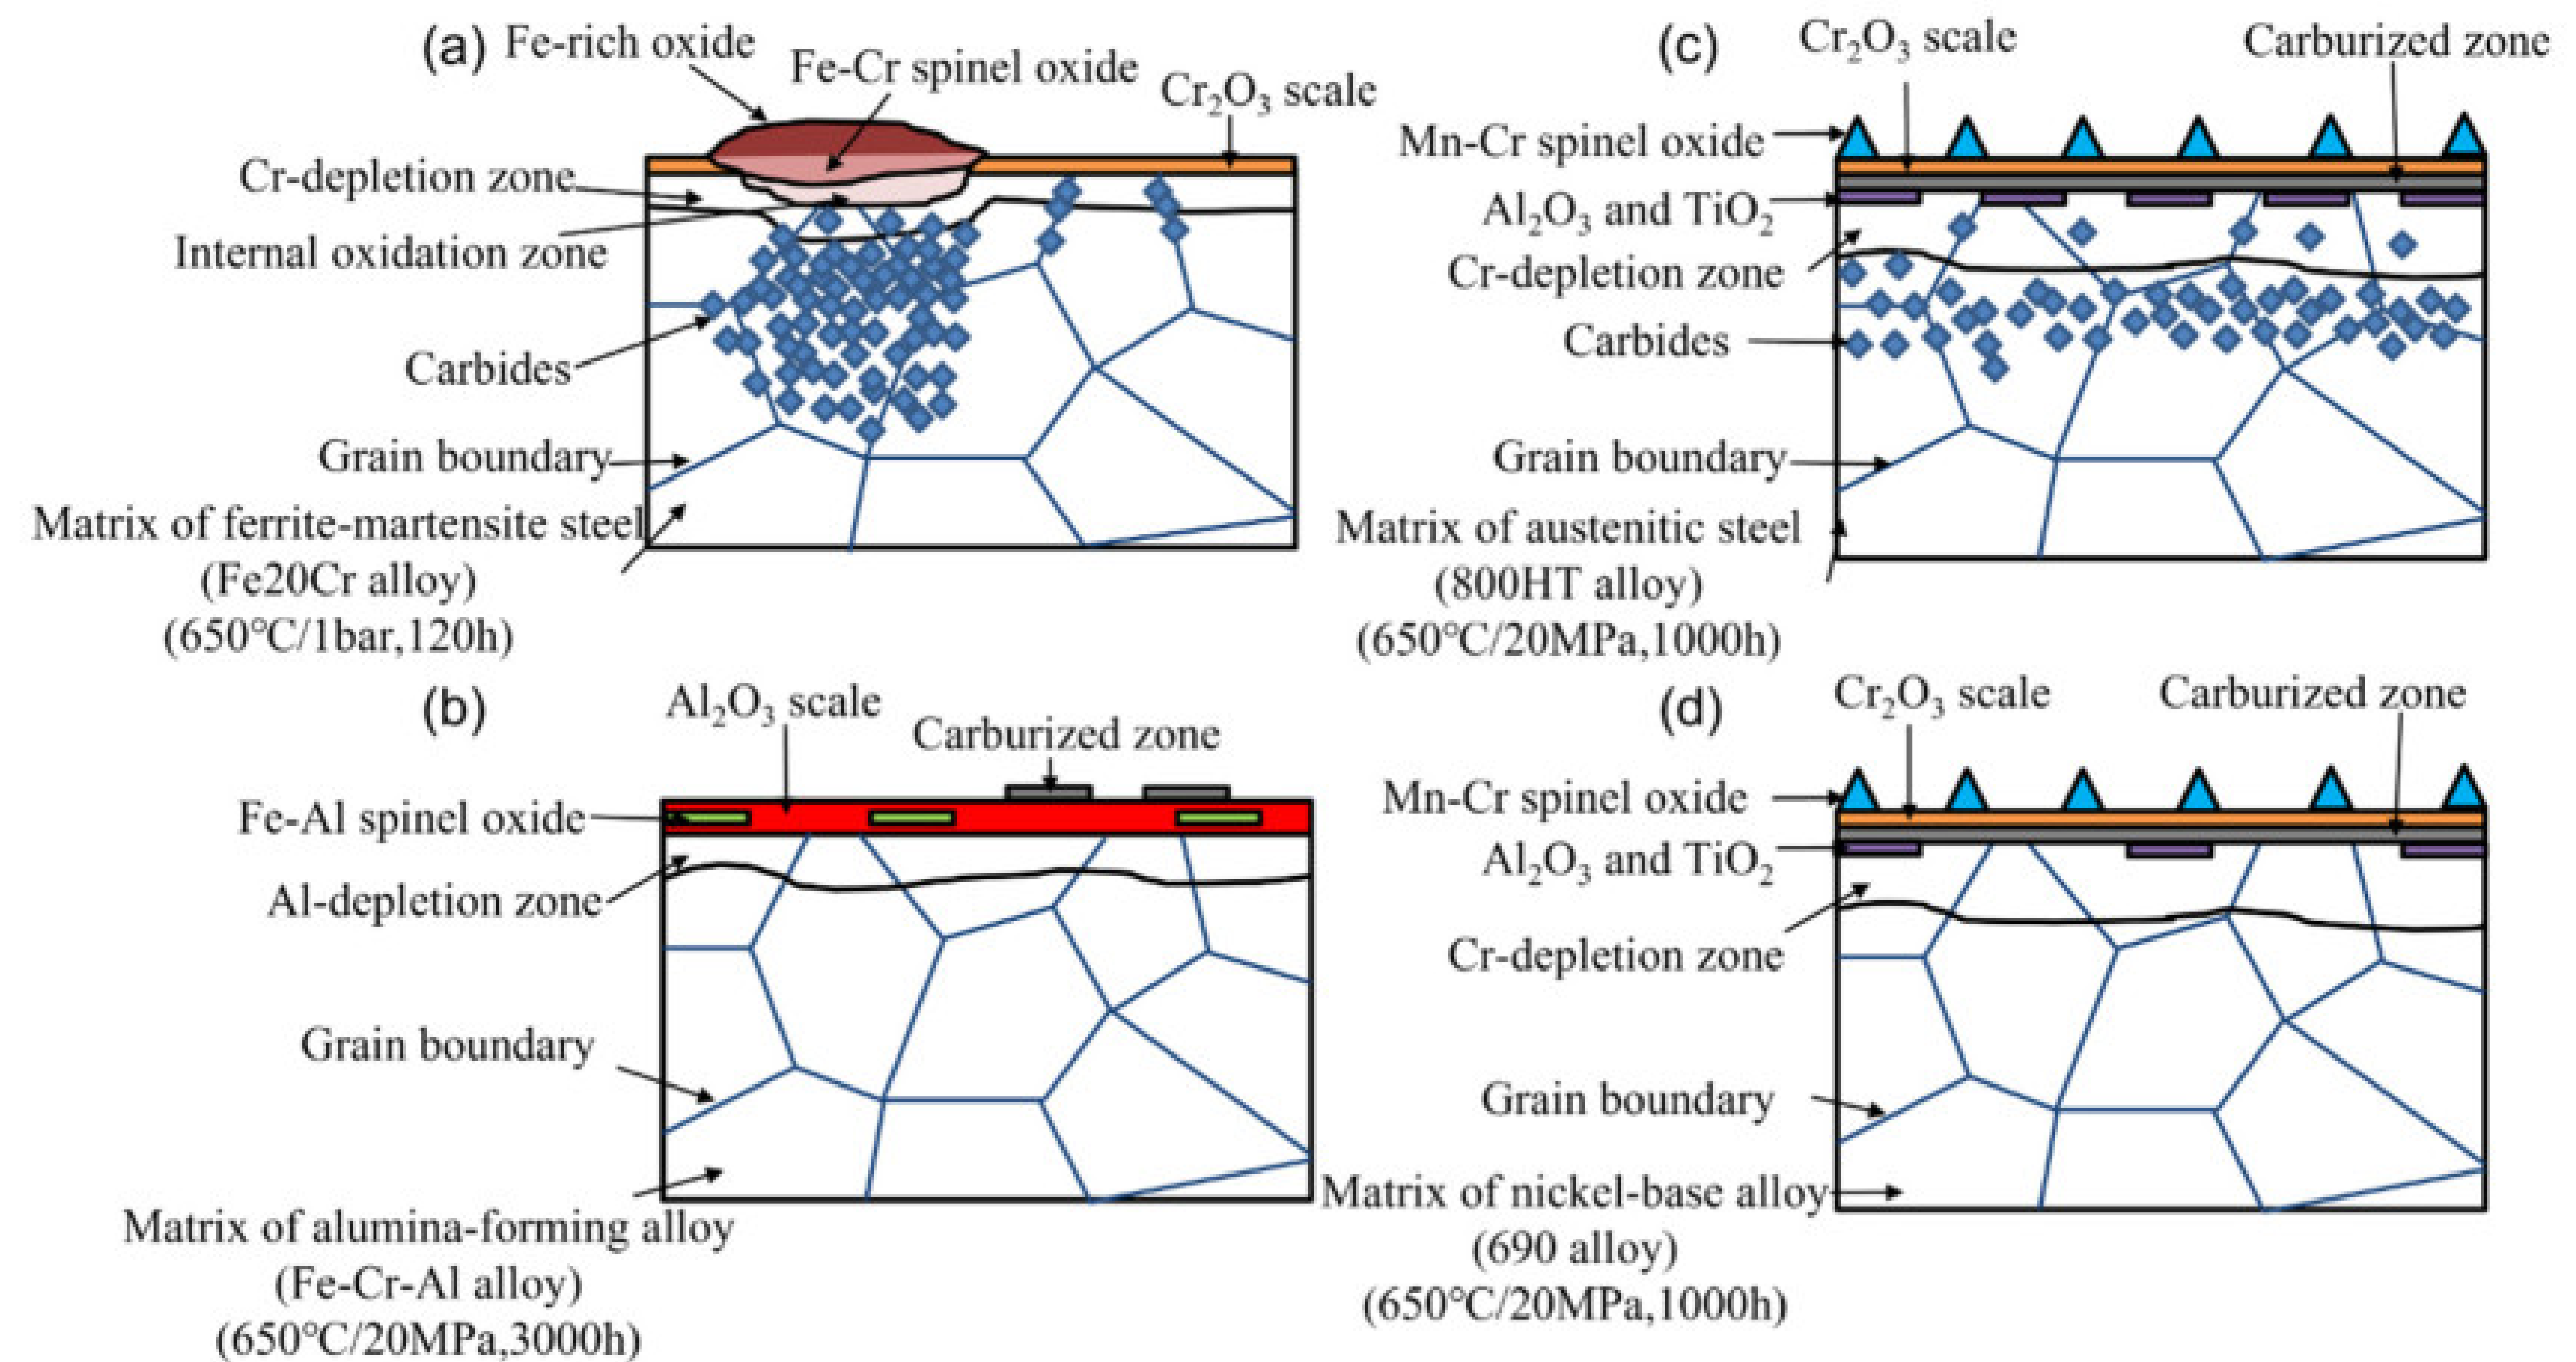 (a)
Fe-rich oxide
Fe-Cr spinel oxide
Cr₂O₃ scale
Cr-depletion zone
Internal oxidation zone
Carbides
Grain boundary
Matrix of ferrite-martensite steel
(Fe20Cr alloy)
(650℃/1bar,120h)
(b)
Al₂O₃ scale
Carburized zone
Fe-Al spinel oxide
Al-depletion zone
Grain boundary
Matrix of alumina-forming alloy
(Fe-Cr-Al alloy)
(650℃/20MPa,3000h)
(c)
Cr₂O₃ scale
Carburized zone
Mn-Cr spinel oxide
Al₂O₃ and TiO₂
Cr-depletion zone
Carbides
Grain boundary
Matrix of austenitic steel
(800HT alloy)
(650℃/20MPa,1000h)
(d)
Cr₂O₃ scale
Carburized zone
Mn-Cr spinel oxide
Al₂O₃ and TiO₂
Cr-depletion zone
Grain boundary
Matrix of nickel-base alloy
(690 alloy)
(650℃/20MPa,1000h)